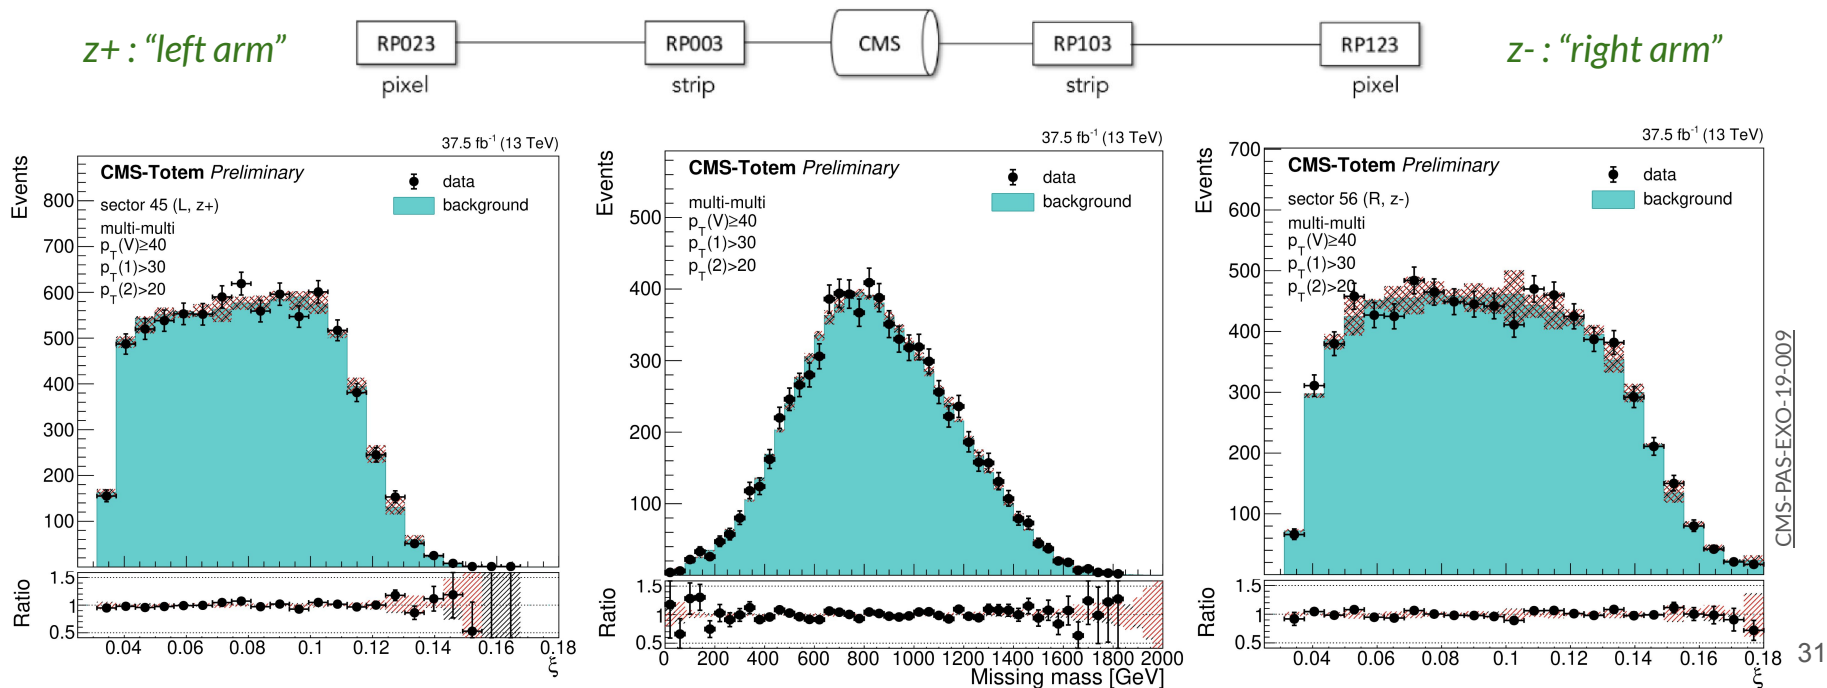 z+ : “left arm”
RP023
RP003
CMS
RP103
RP123
z- : “right arm”
pixel
strip
strip
pixel
37.5 fb⁻¹ (13 TeV)
CMS-Totem Preliminary
data
background
sector 45 (L, z+)
multi-multi
p_T(V)≥40
p_T(1)>30
p_T(2)>20
Events
800
700
600
500
400
300
200
100
Ratio
1.5
1
0.5
0.04 0.06 0.08 0.1 0.12 0.14 0.16 0.18
ξ
37.5 fb⁻¹ (13 TeV)
CMS-Totem Preliminary
data
background
multi-multi
p_T(V)≥40
p_T(1)>30
p_T(2)>20
Events
500
400
300
200
100
Ratio
1.5
1
0.5
0 200 400 600 800 1000 1200 1400 1600 1800 2000
Missing mass [GeV]
37.5 fb⁻¹ (13 TeV)
CMS-Totem Preliminary
data
background
sector 56 (R, z-)
multi-multi
p_T(V)≥40
p_T(1)>30
p_T(2)>20
Events
700
600
500
400
300
200
100
Ratio
1.5
1
0.5
0.04 0.06 0.08 0.1 0.12 0.14 0.16 0.18
ξ
CMS-PAS-EXO-19-009
31